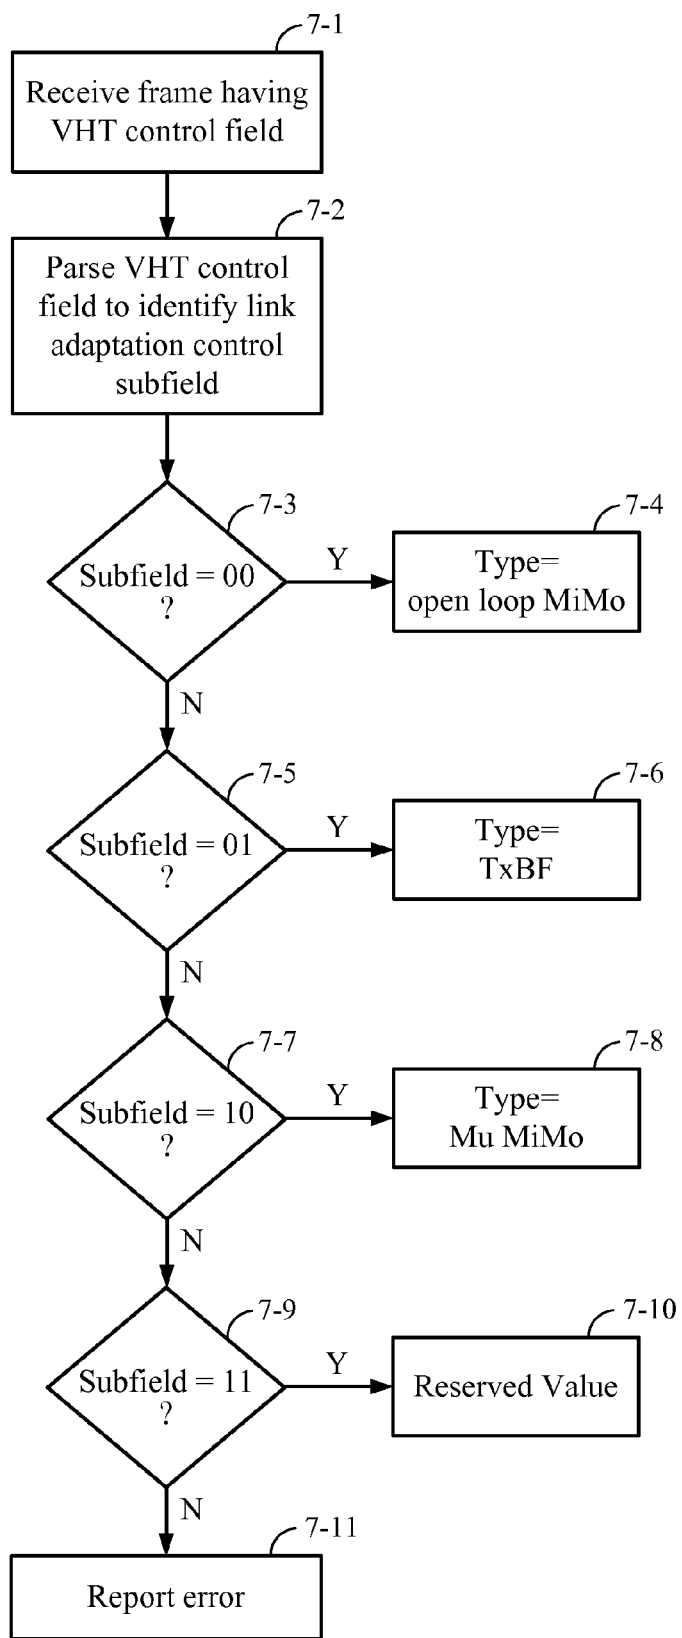 7-1
Receive frame having
VHT control field
7-2
Parse VHT control
field to identify link
adaptation control
subfield
7-3
Subfield = 00
?
Y
7-4
Type=
open loop MiMo
N
7-5
Subfield = 01
?
Y
7-6
Type=
TxBF
N
7-7
Subfield = 10
?
Y
7-8
Type=
Mu MiMo
N
7-9
Subfield = 11
?
Y
7-10
Reserved Value
N
7-11
Report error